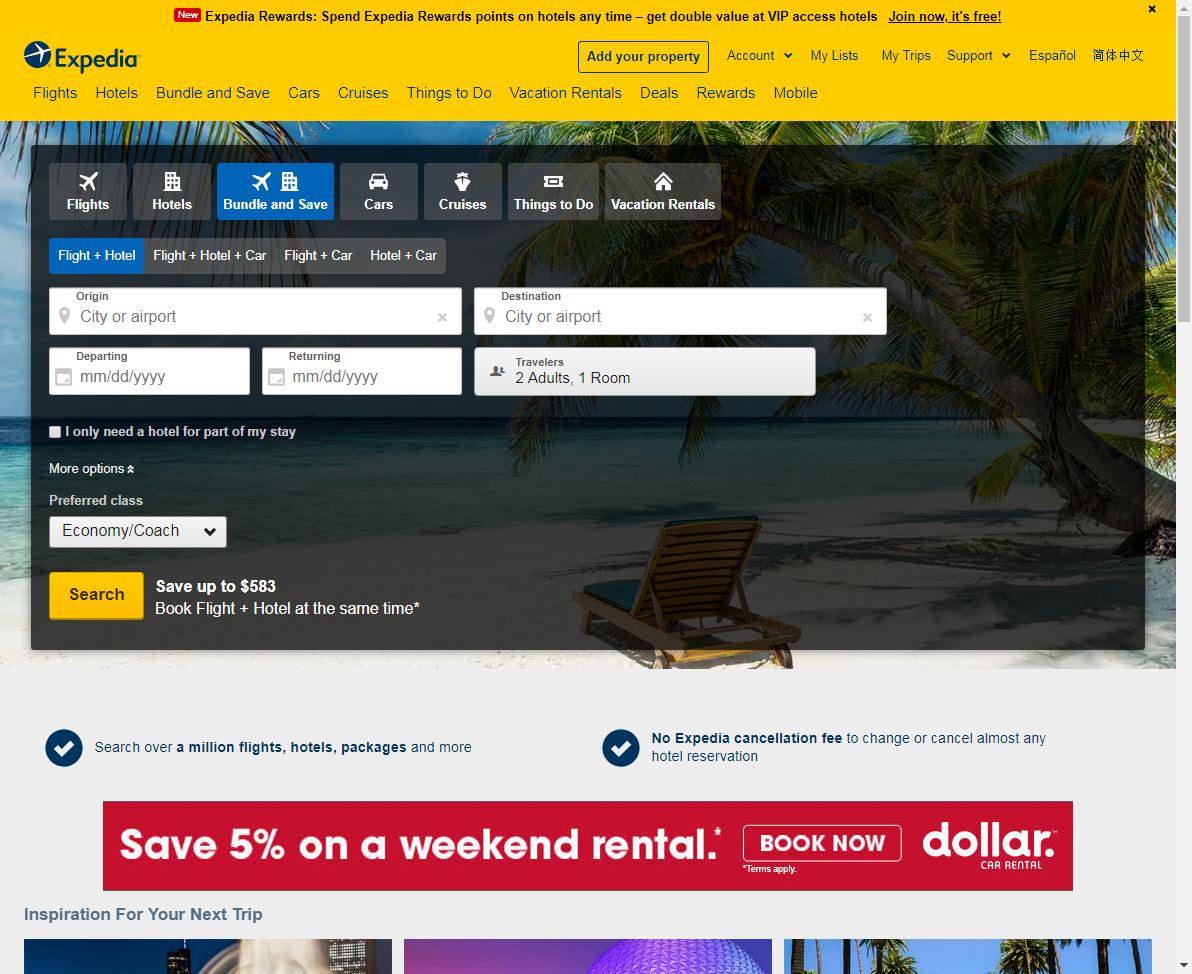 New Expedia Rewards: Spend Expedia Rewards points on hotels any time – get double value at VIP access hotels Join now, it's free!
Expedia
Add your property Account My Lists My Trips Support Español 简体中文
Flights Hotels Bundle and Save Cars Cruises Things to Do Vacation Rentals Deals Rewards Mobile
Flights Hotels Bundle and Save Cars Cruises Things to Do Vacation Rentals
Flight + Hotel Flight + Hotel + Car Flight + Car Hotel + Car
Origin Destination
City or airport City or airport
Departing Returning Travelers
mm/dd/yyyy mm/dd/yyyy 2 Adults, 1 Room
I only need a hotel for part of my stay
More options
Preferred class
Economy/Coach
Search
Save up to $583
Book Flight + Hotel at the same time*
Search over a million flights, hotels, packages and more
No Expedia cancellation fee to change or cancel almost any
hotel reservation
Save 5% on a weekend rental.* BOOK NOW dollar.™
*Terms apply. CAR RENTAL
Inspiration For Your Next Trip